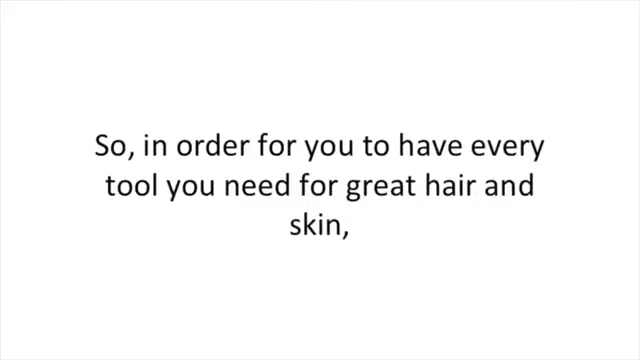 So, in order for you to have every
tool you need for great hair and
skin,